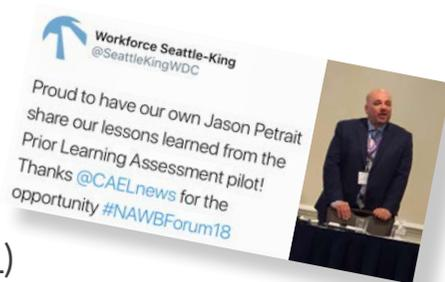 Workforce Seattle-King
@SeattleKingWDC
Proud to have our own Jason Petrait
share our lessons learned from the
Prior Learning Assessment pilot!
Thanks @CAELnews for the
opportunity #NAWBForum18
)